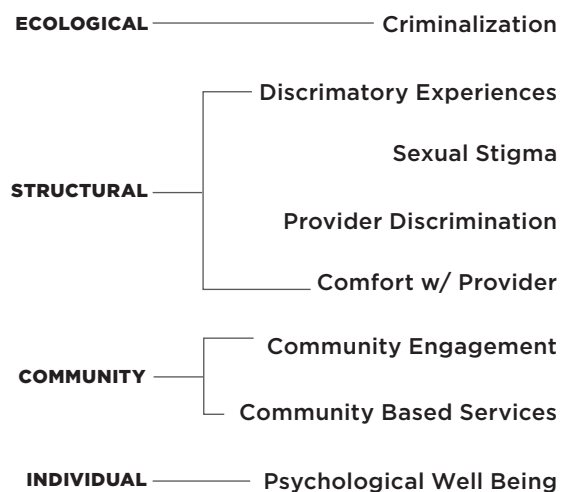 ECOLOGICAL Criminalization
Discrimatory Experiences
Sexual Stigma
STRUCTURAL
Provider Discrimination
Comfort w/ Provider
Community Engagement
COMMUNITY
Community Based Services
INDIVIDUAL Psychological Well Being